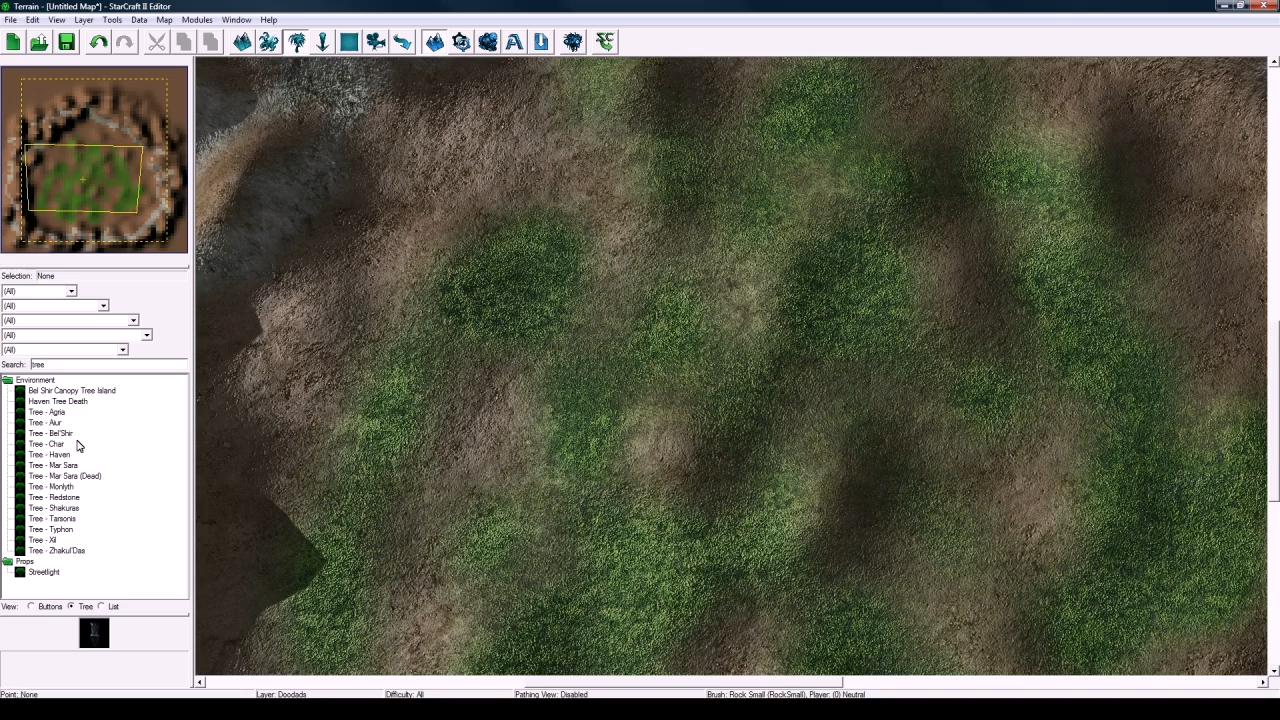 Terrain - [Untitled Map*] - StarCraft II Editor
File Edit View Layer Tools Data Map Modules Window Help
Selection: None
(All)
(All)
(All)
(All)
(All)
Search: tree
Environment
Bel Shir Canopy Tree Island
Haven Tree Death
Tree - Agria
Tree - Aiur
Tree - Bel'Shir
Tree - Char
Tree - Haven
Tree - Mar Sara
Tree - Mar Sara (Dead)
Tree - Monlyth
Tree - Redstone
Tree - Shakuras
Tree - Tarsonis
Tree - Typhon
Tree - Xil
Tree - Zhakul'Das
Props
Streetlight
View: Buttons Tree List
Point: None Layer: Doodads Difficulty: All Pathing View: Disabled Brush: Rock Small (RockSmall), Player: (0) Neutral